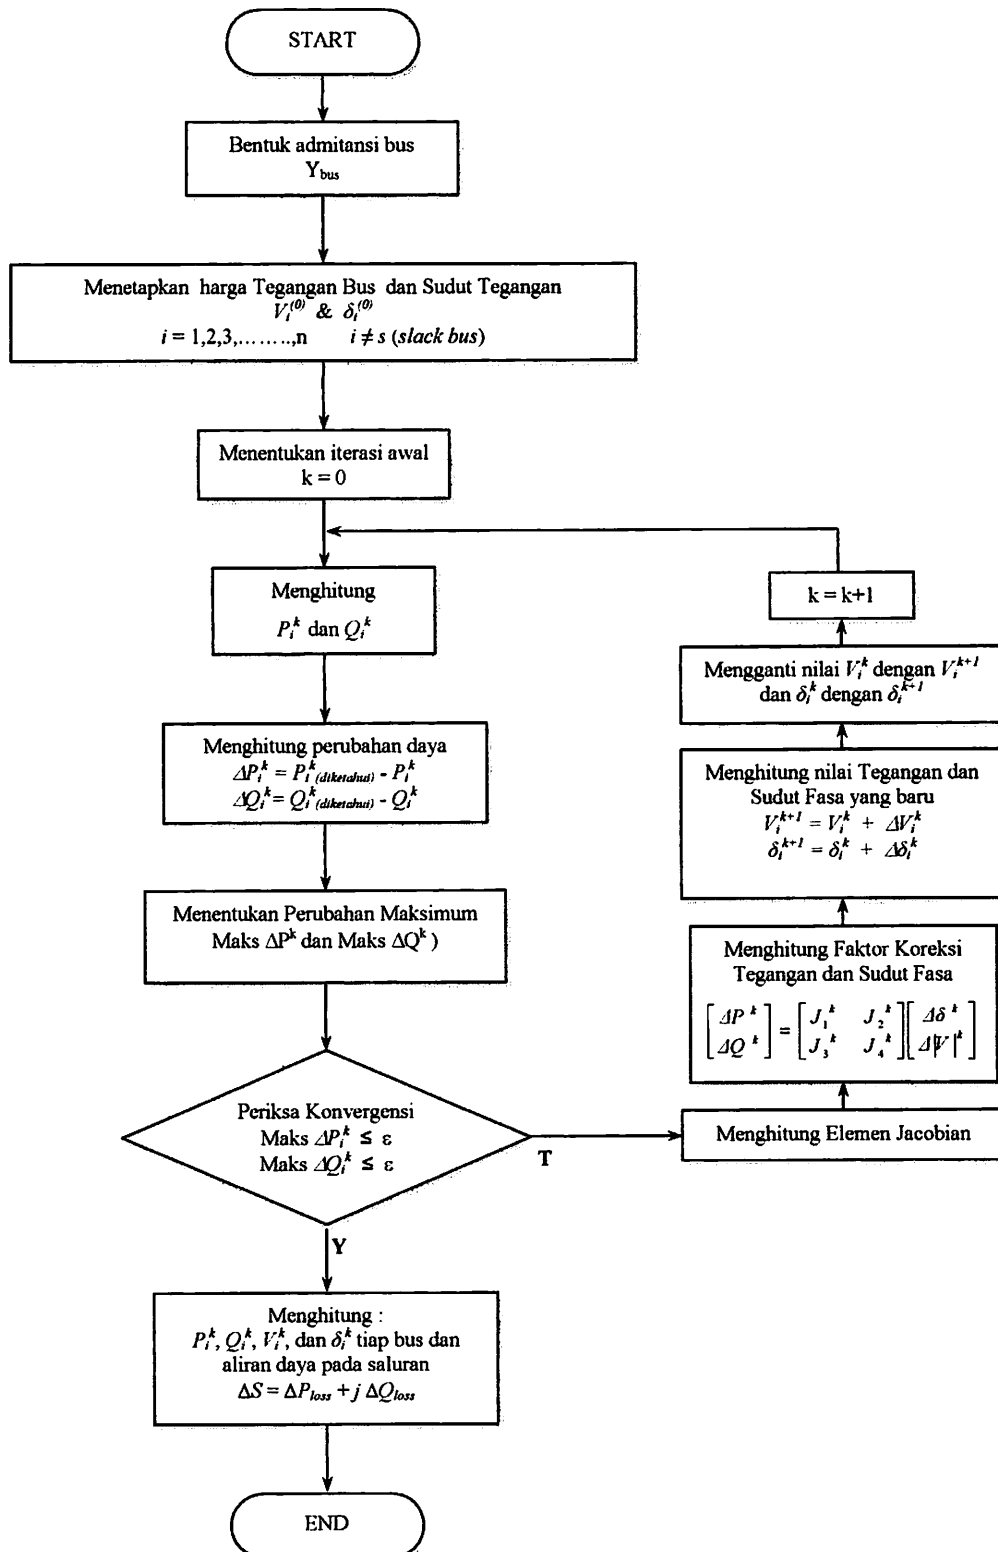 START
Bentuk admitansi bus
Y_bus
Menetapkan harga Tegangan Bus dan Sudut Tegangan
V_i^(0) & δ_i^(0)
i = 1,2,3,........,n i ≠ s (slack bus)
Menentukan iterasi awal
k = 0
Menghitung
P_i^k dan Q_i^k
Menghitung perubahan daya
ΔP_i^k = P_i^k (diketahui) - P_i^k
ΔQ_i^k = Q_i^k (diketahui) - Q_i^k
Menentukan Perubahan Maksimum
Maks ΔP^k dan Maks ΔQ^k )
Periksa Konvergensi
Maks ΔP_i^k ≤ ε
Maks ΔQ_i^k ≤ ε
T
Y
Menghitung Elemen Jacobian
Menghitung Faktor Koreksi
Tegangan dan Sudut Fasa
[ΔP^k] = [J_1^k J_2^k] [Δδ^k]
[ΔQ^k] [J_3^k J_4^k] [Δ|V|^k]
Menghitung nilai Tegangan dan
Sudut Fasa yang baru
V_i^k+1 = V_i^k + ΔV_i^k
δ_i^k+1 = δ_i^k + Δδ_i^k
Mengganti nilai V_i^k dengan V_i^k+1
dan δ_i^k dengan δ_i^k+1
k = k+1
Menghitung :
P_i^k, Q_i^k, V_i^k, dan δ_i^k tiap bus dan
aliran daya pada saluran
ΔS = ΔP_loss + j ΔQ_loss
END